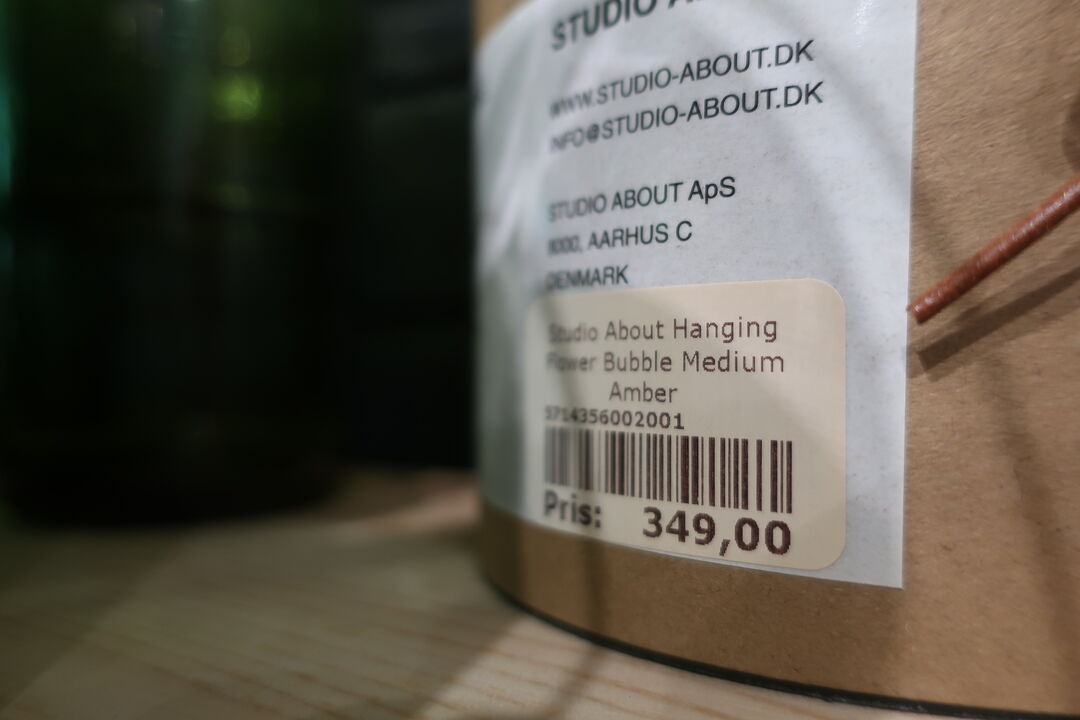 STUDIO
WWW.STUDIO-ABOUT.DK
INFO@STUDIO-ABOUT.DK
STUDIO ABOUT ApS
8000, AARHUS C
DENMARK
Studio About Hanging
Flower Bubble Medium
Amber
5714356002001
Pris: 349,00